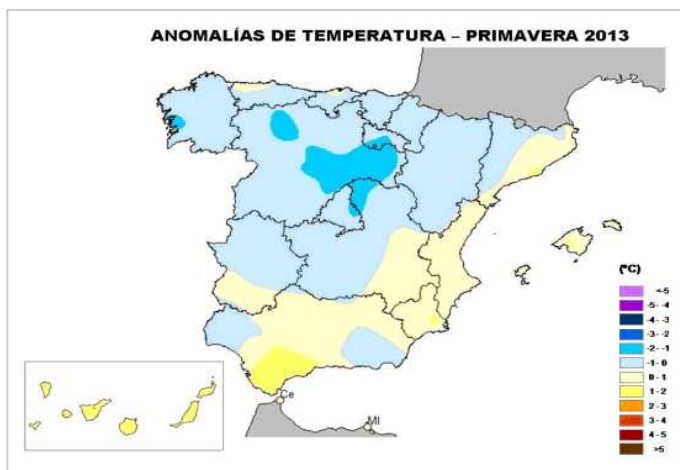 ANOMALÍAS DE TEMPERATURA – PRIMAVERA 2013
(ºC)
<-5
-5 - -4
-4 - -3
-3 - -2
-2 - -1
-1 - 0
0 - 1
1 - 2
2 - 3
3 - 4
4 - 5
>5
Ce
Ml